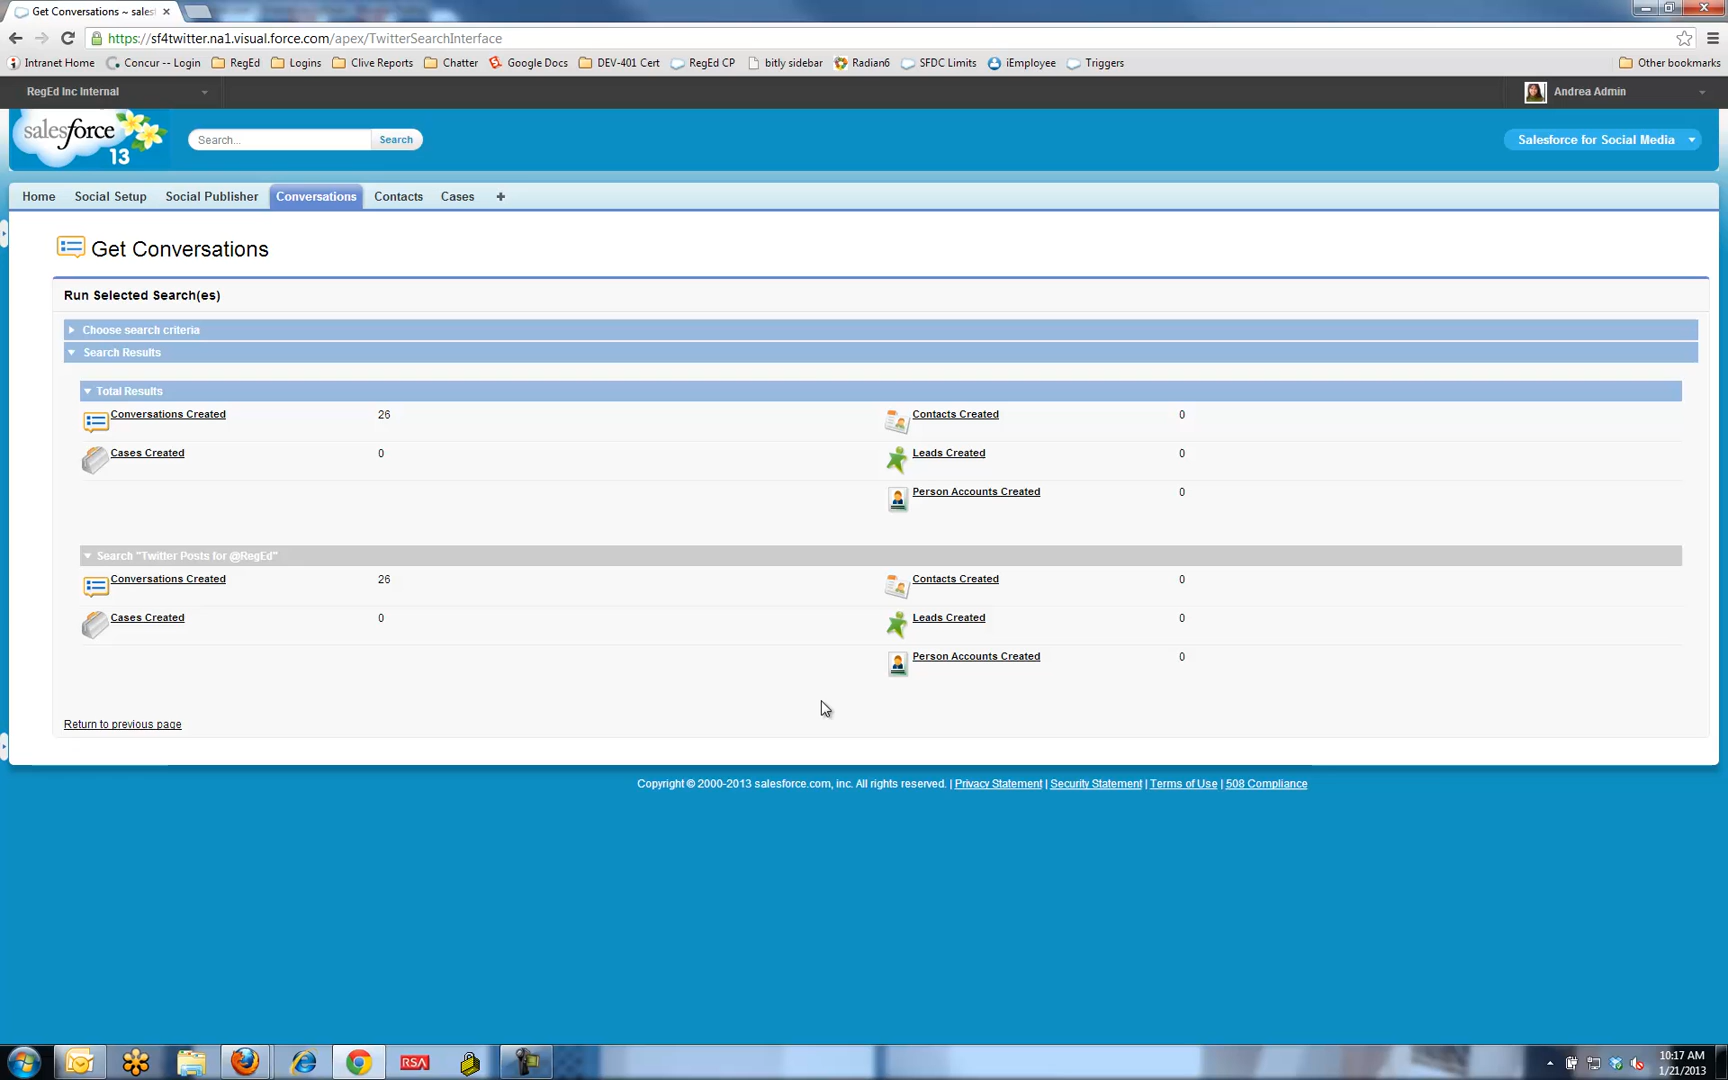 Get Conversations ~ sales
https://sf4twitter.na1.visual.force.com/apex/TwitterSearchInterface
Intranet Home Concur -- Login RegEd Logins Clive Reports Chatter Google Docs DEV-401 Cert RegEd CP bitly sidebar Radian6 SFDC Limits iEmployee Triggers Other bookmarks
RegEd Inc Internal Andrea Admin
salesforce 13 Search... Search Salesforce for Social Media
Home Social Setup Social Publisher Conversations Contacts Cases +
Get Conversations
Run Selected Search(es)
Choose search criteria
Search Results
Total Results
Conversations Created 26 Contacts Created 0
Cases Created 0 Leads Created 0
Person Accounts Created 0
Search "Twitter Posts for @RegEd"
Conversations Created 26 Contacts Created 0
Cases Created 0 Leads Created 0
Person Accounts Created 0
Return to previous page
Copyright © 2000-2013 salesforce.com, inc. All rights reserved. | Privacy Statement | Security Statement | Terms of Use | 508 Compliance
RSA 10:17 AM
1/21/2013